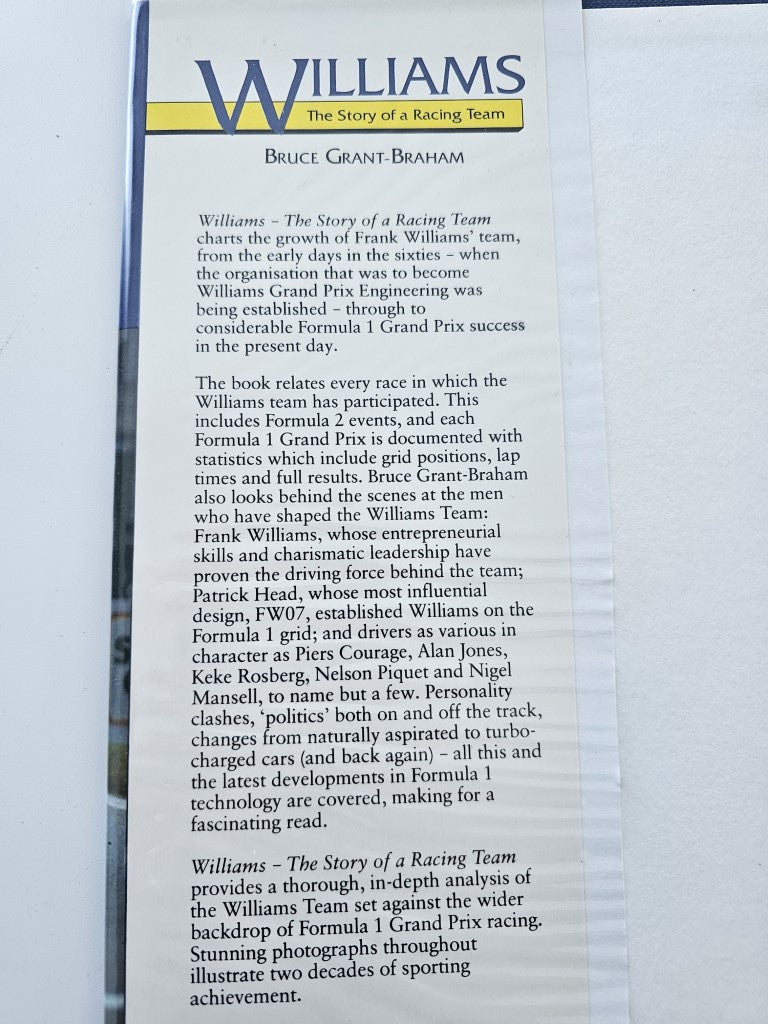 WILLIAMS
The Story of a Racing Team
BRUCE GRANT-BRAHAM
Williams – The Story of a Racing Team
charts the growth of Frank Williams' team,
from the early days in the sixties – when
the organisation that was to become
Williams Grand Prix Engineering was
being established – through to
considerable Formula 1 Grand Prix success
in the present day.
The book relates every race in which the
Williams team has participated. This
includes Formula 2 events, and each
Formula 1 Grand Prix is documented with
statistics which include grid positions, lap
times and full results. Bruce Grant-Braham
also looks behind the scenes at the men
who have shaped the Williams Team:
Frank Williams, whose entrepreneurial
skills and charismatic leadership have
proven the driving force behind the team;
Patrick Head, whose most influential
design, FW07, established Williams on the
Formula 1 grid; and drivers as various in
character as Piers Courage, Alan Jones,
Keke Rosberg, Nelson Piquet and Nigel
Mansell, to name but a few. Personality
clashes, 'politics' both on and off the track,
changes from naturally aspirated to turbo-
charged cars (and back again) – all this and
the latest developments in Formula 1
technology are covered, making for a
fascinating read.
Williams – The Story of a Racing Team
provides a thorough, in-depth analysis of
the Williams Team set against the wider
backdrop of Formula 1 Grand Prix racing.
Stunning photographs throughout
illustrate two decades of sporting
achievement.